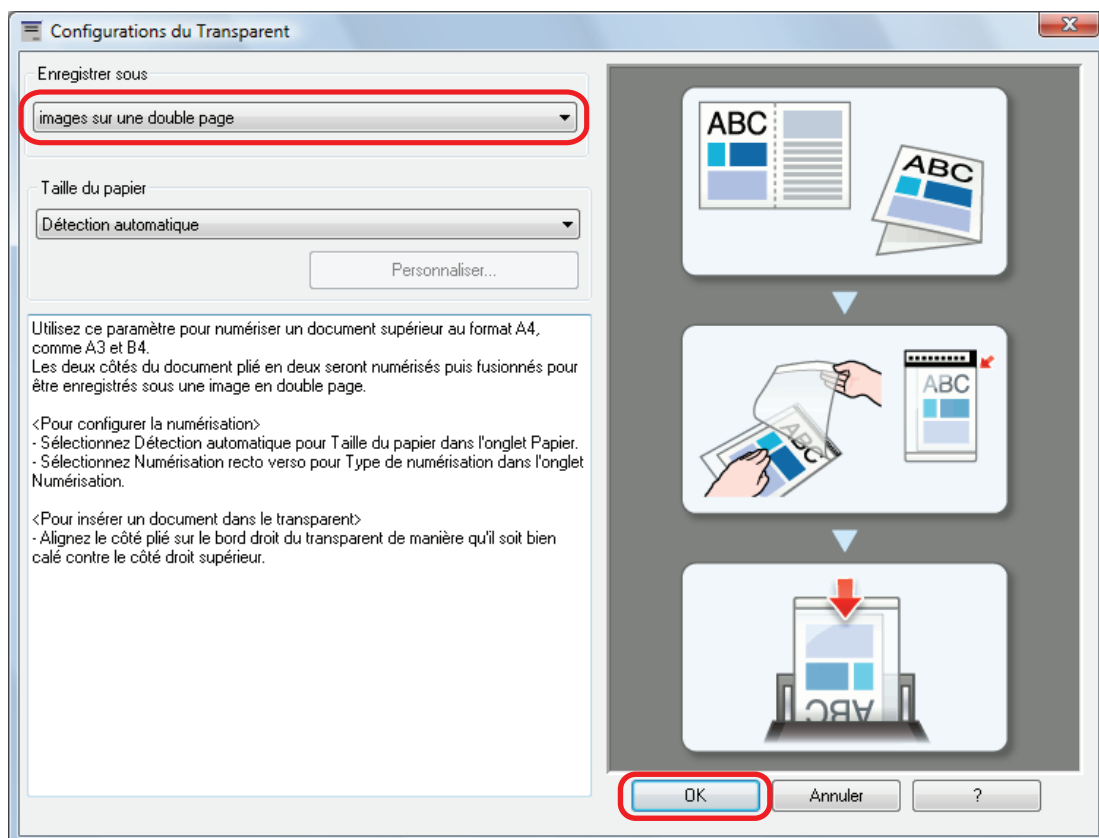 Configurations du Transparent
Enregistrer sous
images sur une double page
Taille du papier
Détection automatique
Personnaliser...
Utilisez ce paramètre pour numériser un document supérieur au format A4,
comme A3 et B4.
Les deux côtés du document plié en deux seront numérisés puis fusionnés pour
être enregistrés sous une image en double page.
<Pour configurer la numérisation>
- Sélectionnez Détection automatique pour Taille du papier dans l'onglet Papier.
- Sélectionnez Numérisation recto verso pour Type de numérisation dans l'onglet
Numérisation.
<Pour insérer un document dans le transparent>
- Alignez le côté plié sur le bord droit du transparent de manière qu'il soit bien
calé contre le côté droit supérieur.
ABC
ABC
ABC
ABC
ABC
OK
Annuler
?